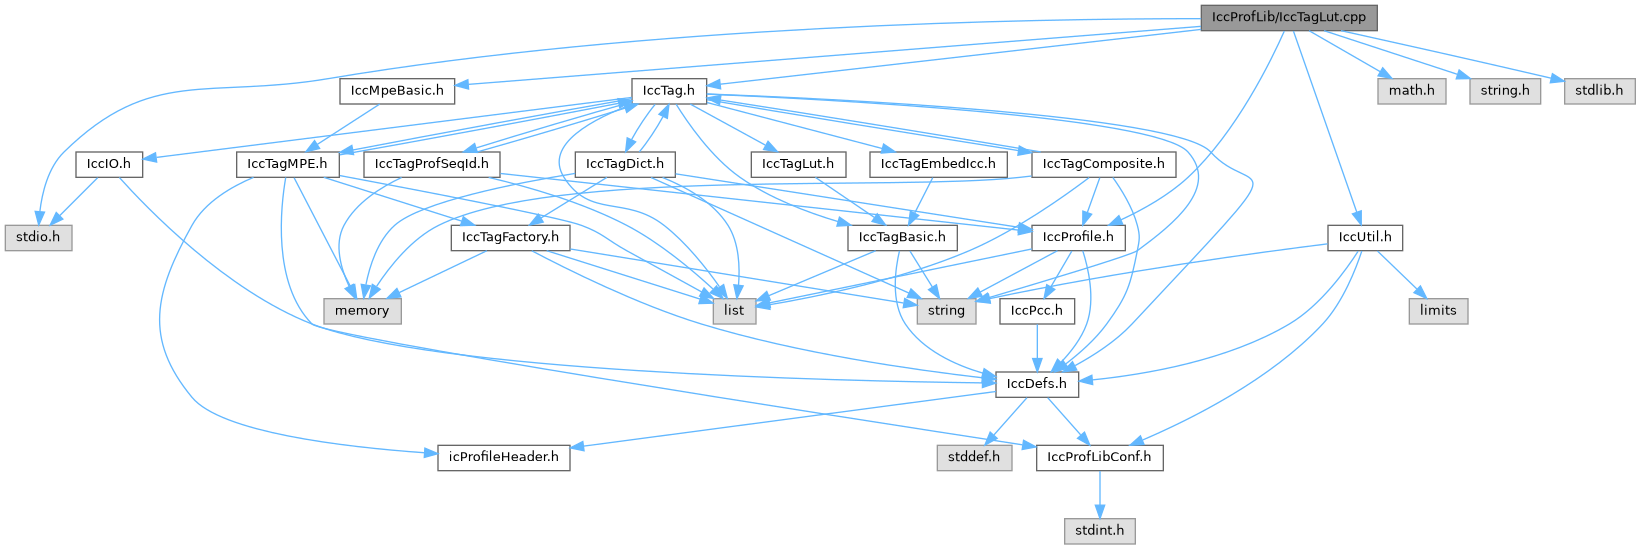 IccProfLib/IccTagLut.cpp
IccMpeBasic.h
IccTag.h
math.h
string.h
stdlib.h
IccIO.h
IccTagMPE.h
IccTagProfSeqId.h
IccTagDict.h
IccTagLut.h
IccTagEmbedIcc.h
IccTagComposite.h
stdio.h
IccTagFactory.h
IccTagBasic.h
IccProfile.h
IccUtil.h
memory
list
string
IccPcc.h
limits
IccDefs.h
icProfileHeader.h
stddef.h
IccProfLibConf.h
stdint.h